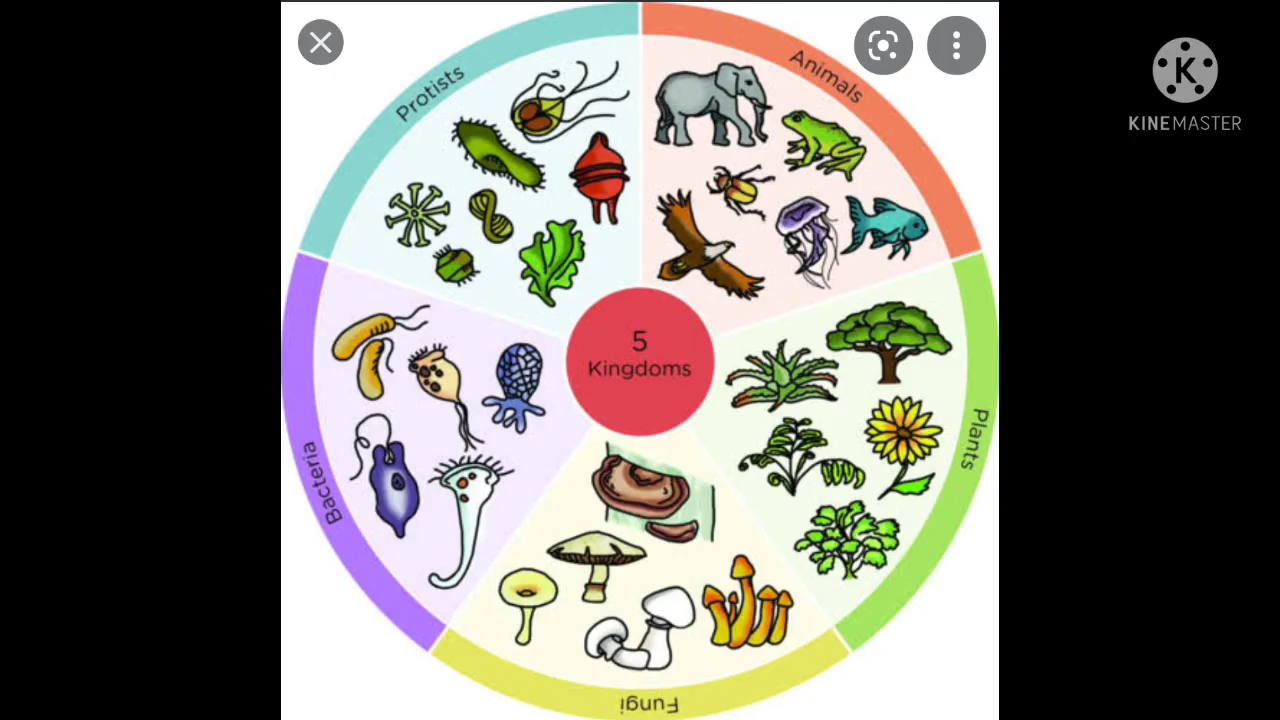 Protists
Animals
K
KINEMASTER
5
Kingdoms
Bacteria
Plants
Fungi